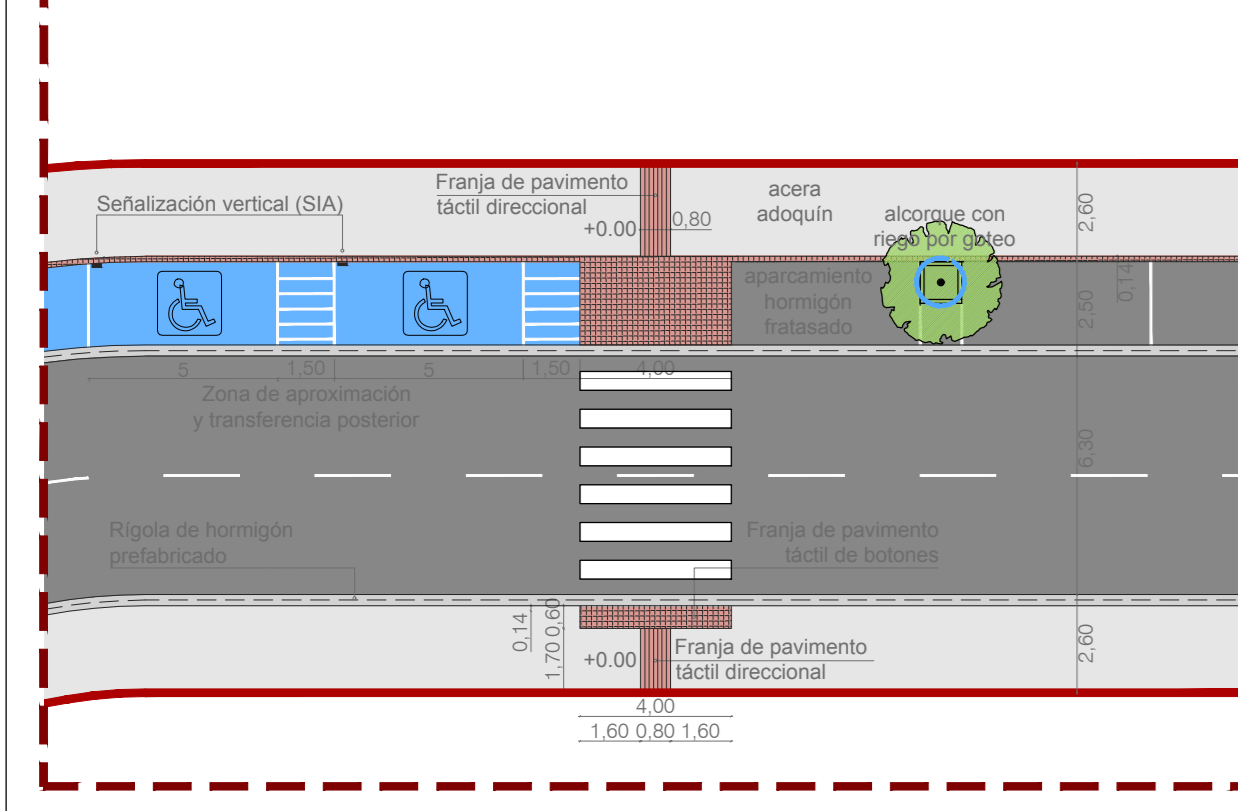 Franja de pavimento
táctil direccional
+0.00
0,80
acera
adoquín
2,60
Señalización vertical (SIA)
alcorque con
riego por goteo
aparcamiento
hormigón
fratasado
0,14
2,50
5
1,50
5
1,50
4,00
Zona de aproximación
y transferencia posterior
6,30
Rígola de hormigón
prefabricado
Franja de pavimento
táctil de botones
0,14
1,70
0,60
+0.00
Franja de pavimento
táctil direccional
2,60
4,00
1,60 0,80 1,60